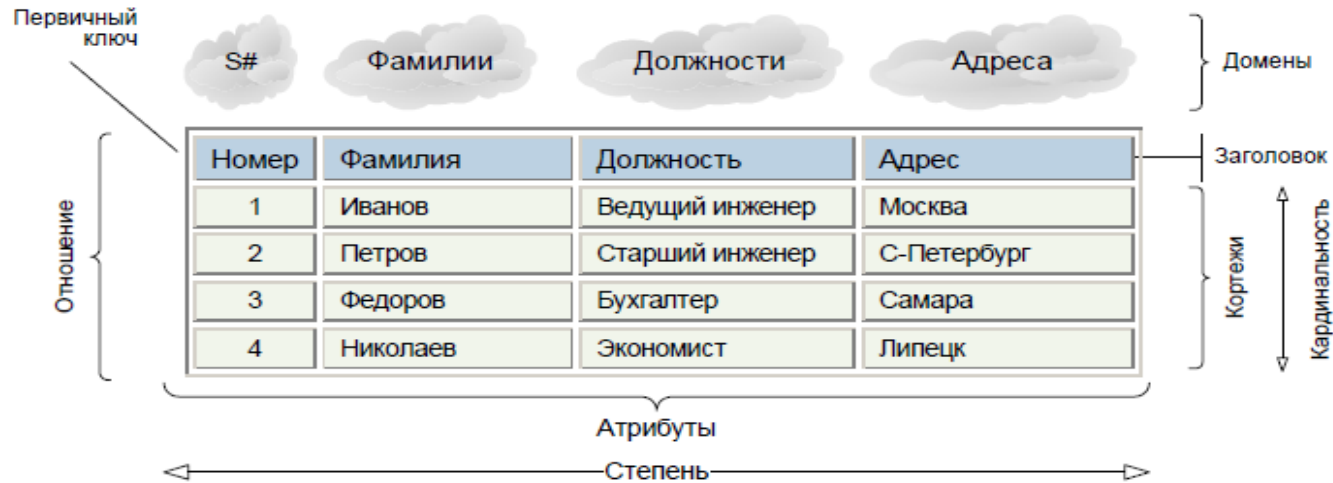 Первичный
ключ
S# Фамилии Должности Адреса
Домены
Номер Фамилия Должность Адрес
Заголовок
1 Иванов Ведущий инженер Москва
2 Петров Старший инженер С-Петербург
3 Федоров Бухгалтер Самара
4 Николаев Экономист Липецк
Отношение
Кортежи
Кардинальность
Атрибуты
Степень